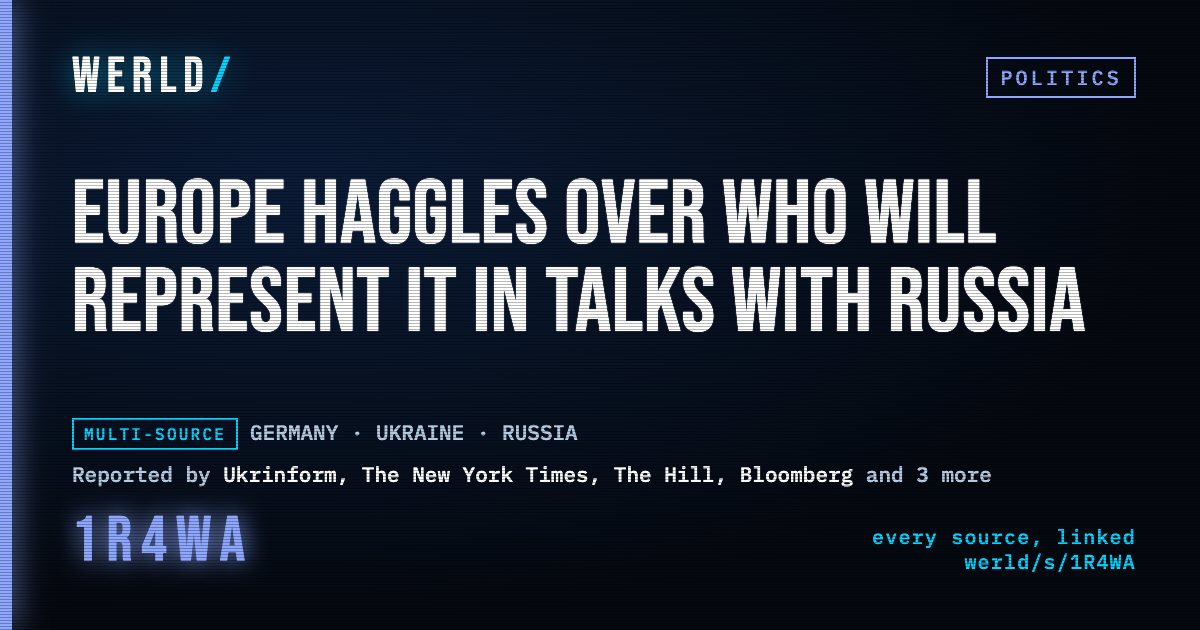 WERLD/
POLITICS
EUROPE HAGGLES OVER WHO WILL
REPRESENT IT IN TALKS WITH RUSSIA
MULTI-SOURCE GERMANY · UKRAINE · RUSSIA
Reported by Ukrinform, The New York Times, The Hill, Bloomberg and 3 more
1R4WA
every source, linked
werld/s/1R4WA